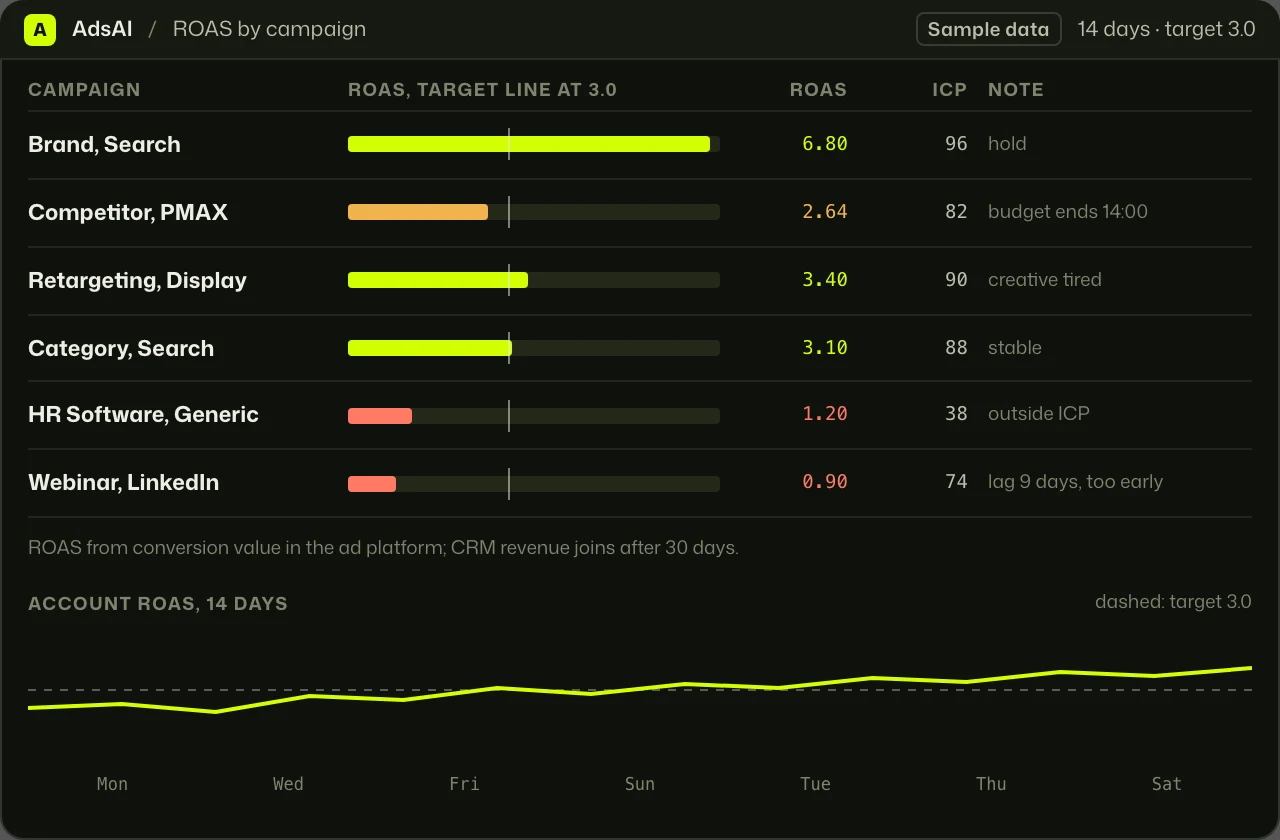 A AdsAI / ROAS by campaign Sample data 14 days · target 3.0
CAMPAIGN ROAS, TARGET LINE AT 3.0 ROAS ICP NOTE
Brand, Search 6.80 96 hold
Competitor, PMAX 2.64 82 budget ends 14:00
Retargeting, Display 3.40 90 creative tired
Category, Search 3.10 88 stable
HR Software, Generic 1.20 38 outside ICP
Webinar, LinkedIn 0.90 74 lag 9 days, too early
ROAS from conversion value in the ad platform; CRM revenue joins after 30 days.
ACCOUNT ROAS, 14 DAYS dashed: target 3.0
Mon Wed Fri Sun Tue Thu Sat